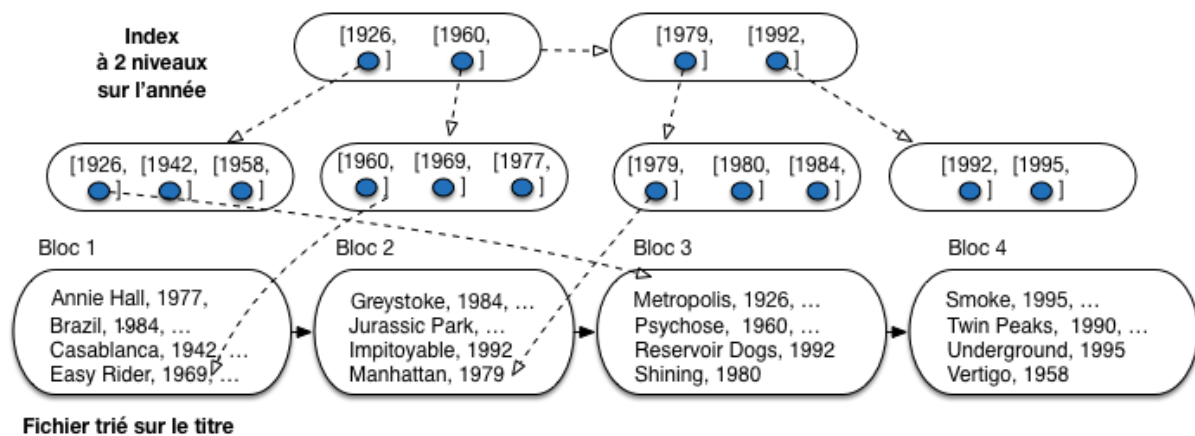 Index
à 2 niveaux
sur l'année
[1926, ] [1960, ]
[1979, ] [1992, ]
[1926, ] [1942, ] [1958, ]
[1960, ] [1969, ] [1977, ]
[1979, ] [1980, ] [1984, ]
[1992, ] [1995, ]
Bloc 1
Annie Hall, 1977,
Brazil, 1984, ...
Casablanca, 1942, ...
Easy Rider, 1969, ...
Bloc 2
Greystoke, 1984, ...
Jurassic Park, ...
Impitoyable, 1992
Manhattan, 1979
Bloc 3
Metropolis, 1926, ...
Psychose, 1960, ...
Reservoir Dogs, 1992
Shining, 1980
Bloc 4
Smoke, 1995, ...
Twin Peaks, 1990, ...
Underground, 1995
Vertigo, 1958
Fichier trié sur le titre